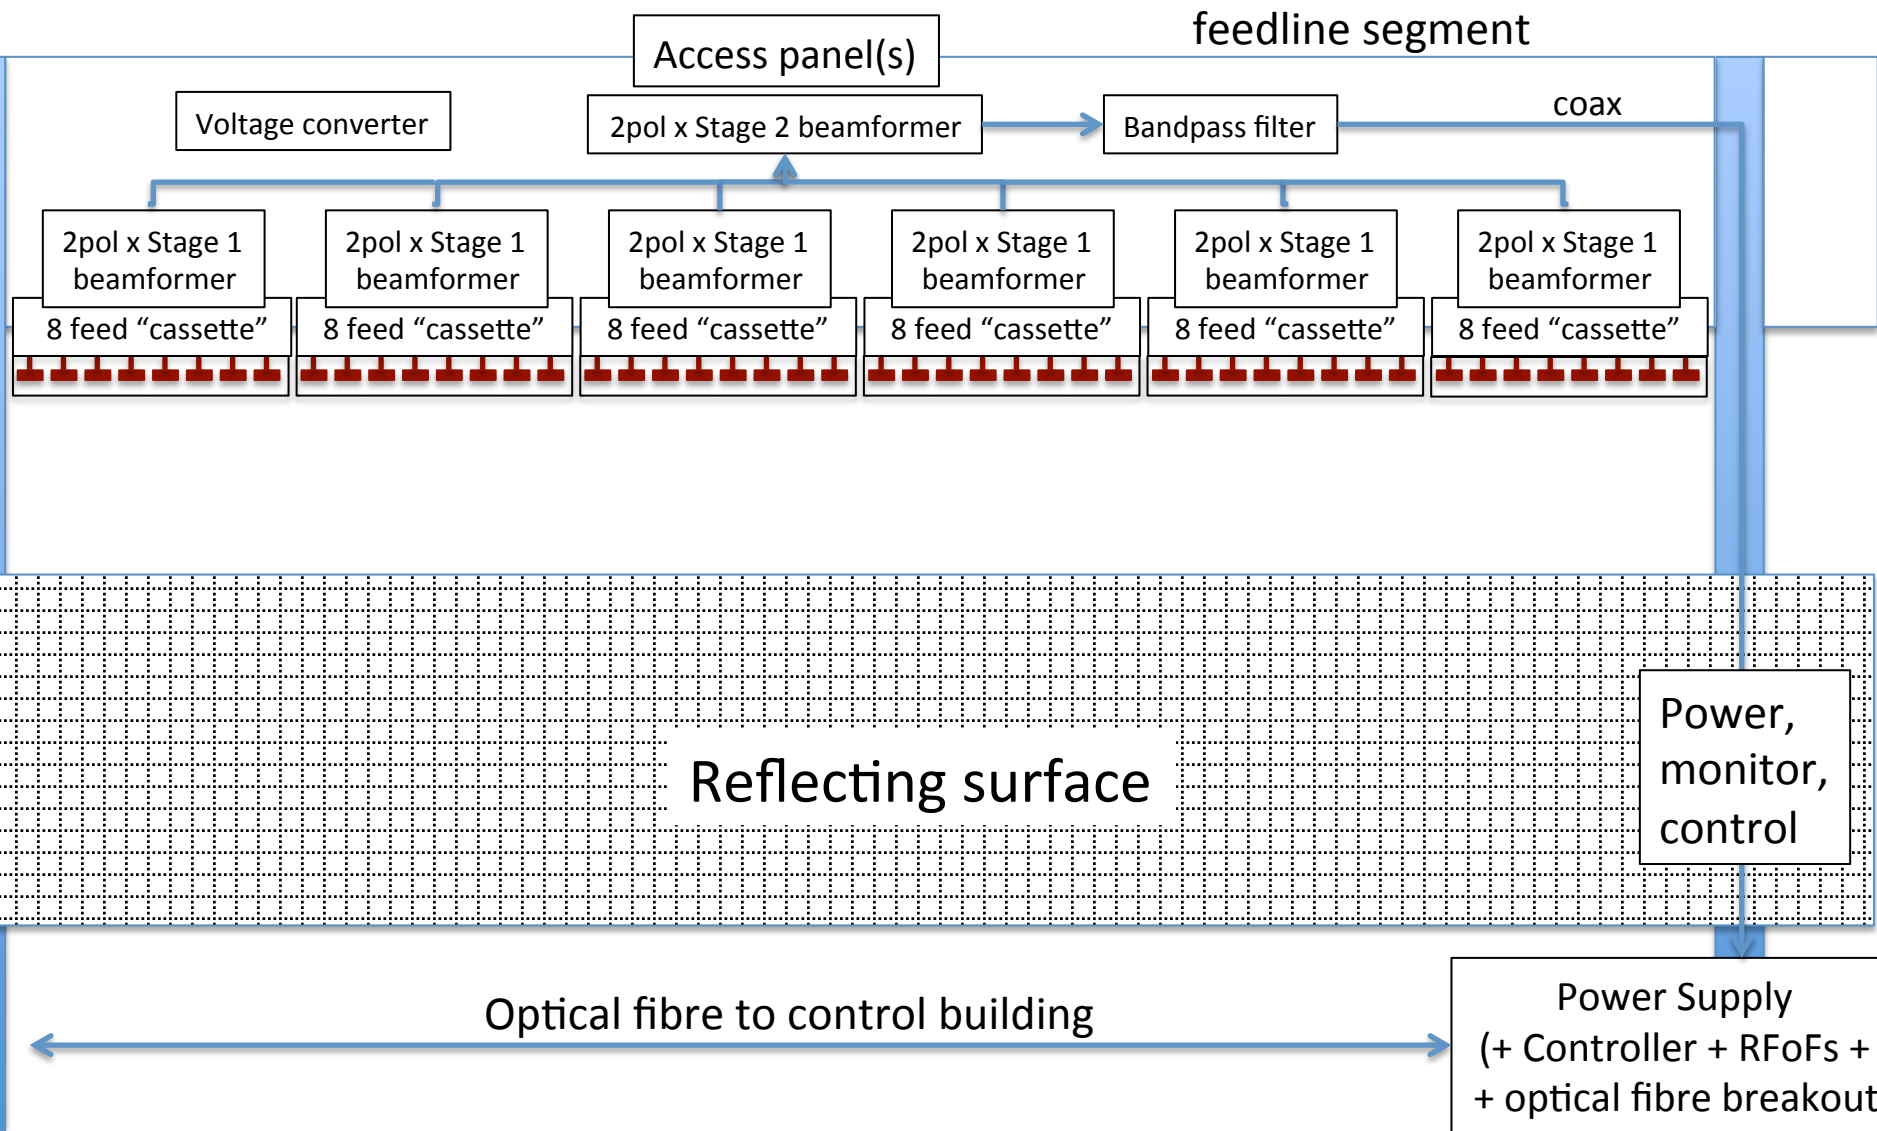 feedline segment
Access panel(s)
Voltage converter
2pol x Stage 2 beamformer
Bandpass filter
coax
2pol x Stage 1
beamformer
2pol x Stage 1
beamformer
2pol x Stage 1
beamformer
2pol x Stage 1
beamformer
2pol x Stage 1
beamformer
2pol x Stage 1
beamformer
8 feed “cassette”
8 feed “cassette”
8 feed “cassette”
8 feed “cassette”
8 feed “cassette”
8 feed “cassette”
Reflecting surface
Power,
monitor,
control
Optical fibre to control building
Power Supply
(+ Controller + RFoFs +
+ optical fibre breakout